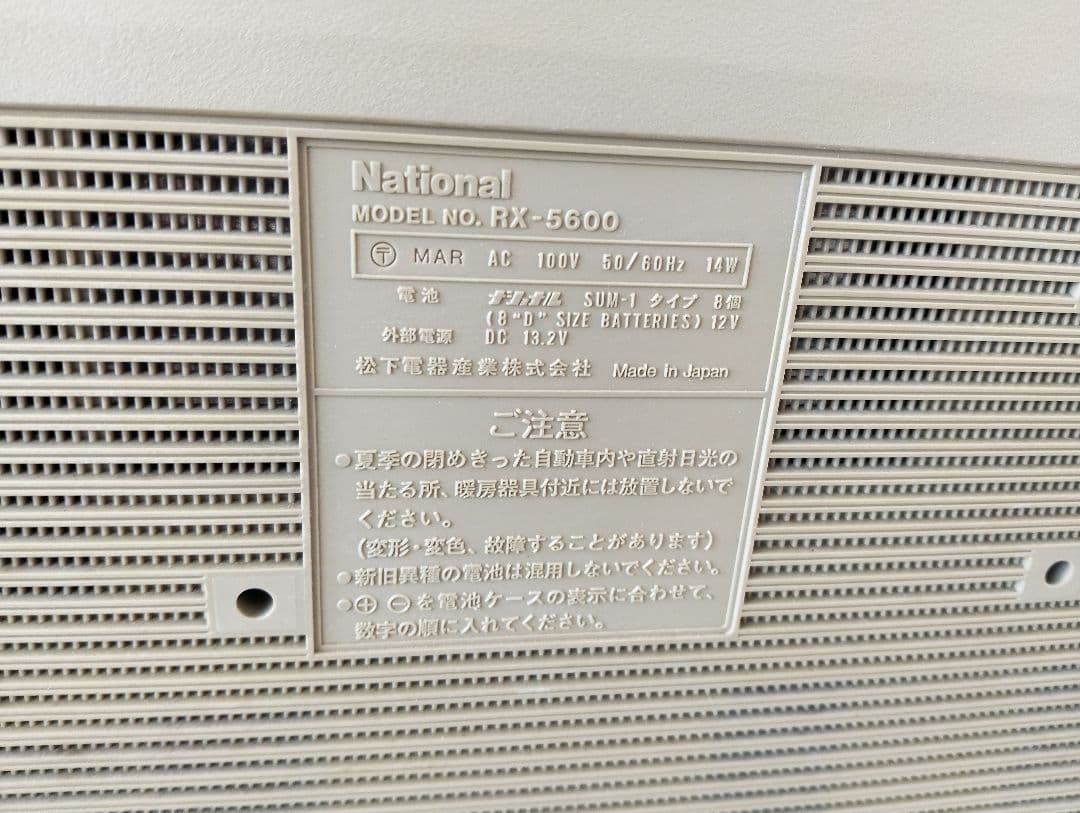 National
MODEL NO. RX-5600
〒 MAR AC 100V 50/60Hz 14W
電池 ナショナル SUM-1 タイプ 8個
(8 "D" SIZE BATTERIES) 12V
外部電源 DC 13.2V
松下電器産業株式会社 Made in Japan
ご注意
●夏季の閉めきった自動車内や直射日光の
当たる所、暖房器具付近には放置しないで
ください。
(変形・変色、故障することがあります)
●新旧異種の電池は混用しないでください。
●⊕ ⊖を電池ケースの表示に合わせて、
数字の順に入れてください。